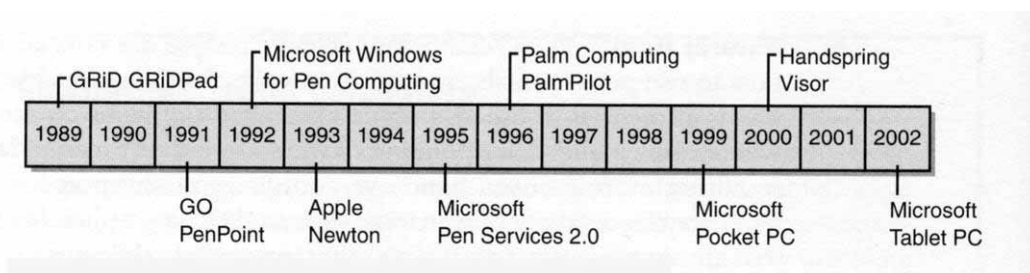 Microsoft Windows
for Pen Computing
Palm Computing
PalmPilot
Handspring
Visor
GRiD GRiDPad
1989 1990 1991 1992 1993 1994 1995 1996 1997 1998 1999 2000 2001 2002
GO
PenPoint
Apple
Newton
Microsoft
Pen Services 2.0
Microsoft
Pocket PC
Microsoft
Tablet PC